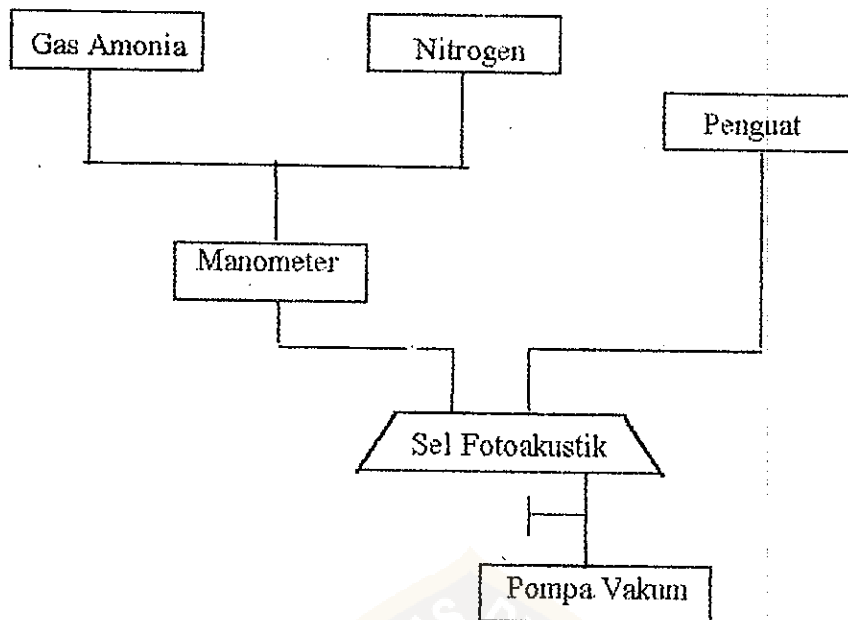 Gas Amonia
Nitrogen
Penguat
Manometer
Sel Fotoakustik
Pompa Vakum